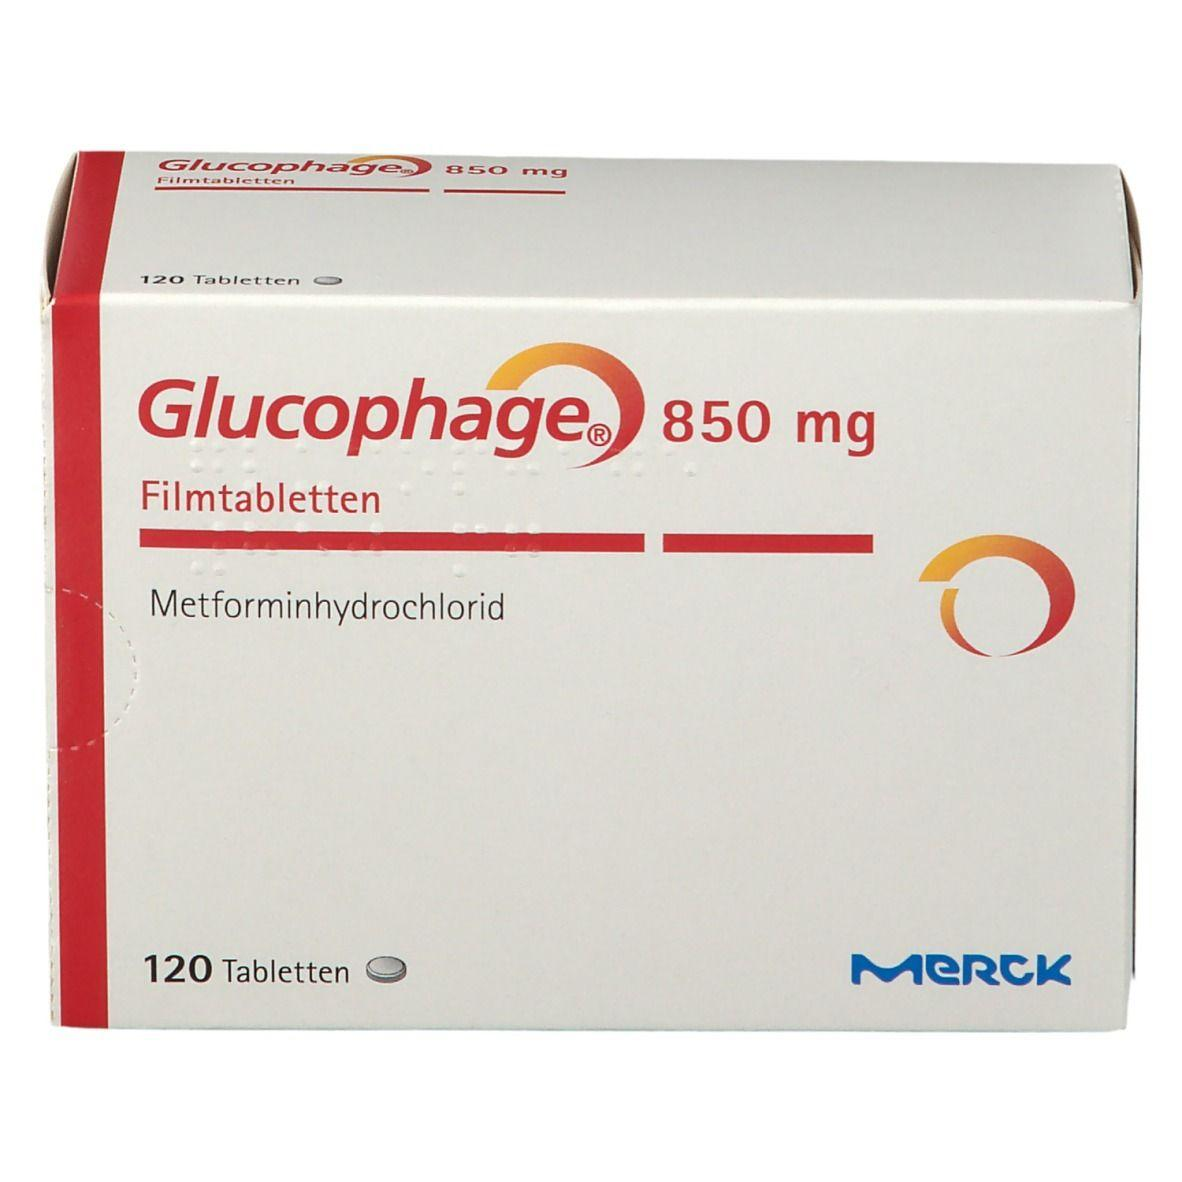 Glucophage® 850 mg
Filmtabletten
120 Tabletten
Glucophage® 850 mg
Filmtabletten
Metforminhydrochlorid
120 Tabletten
MERCK